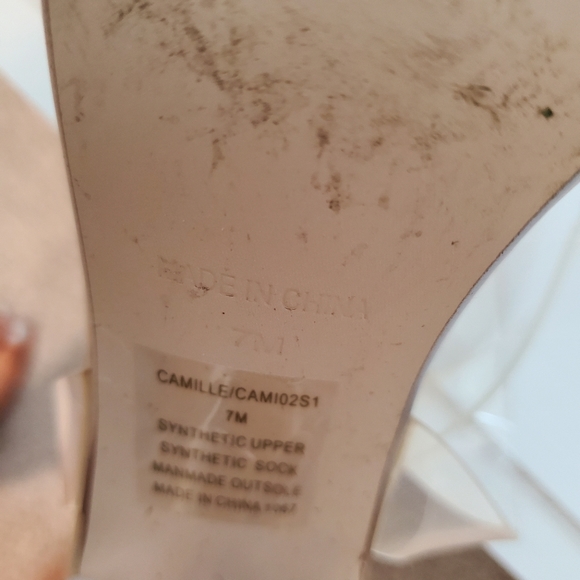 MADE IN CHINA
7M
CAMILLE/CAMI02S1
7M
SYNTHETIC UPPER
SYNTHETIC SOCK
MANMADE OUTSOLE
MADE IN CHINA